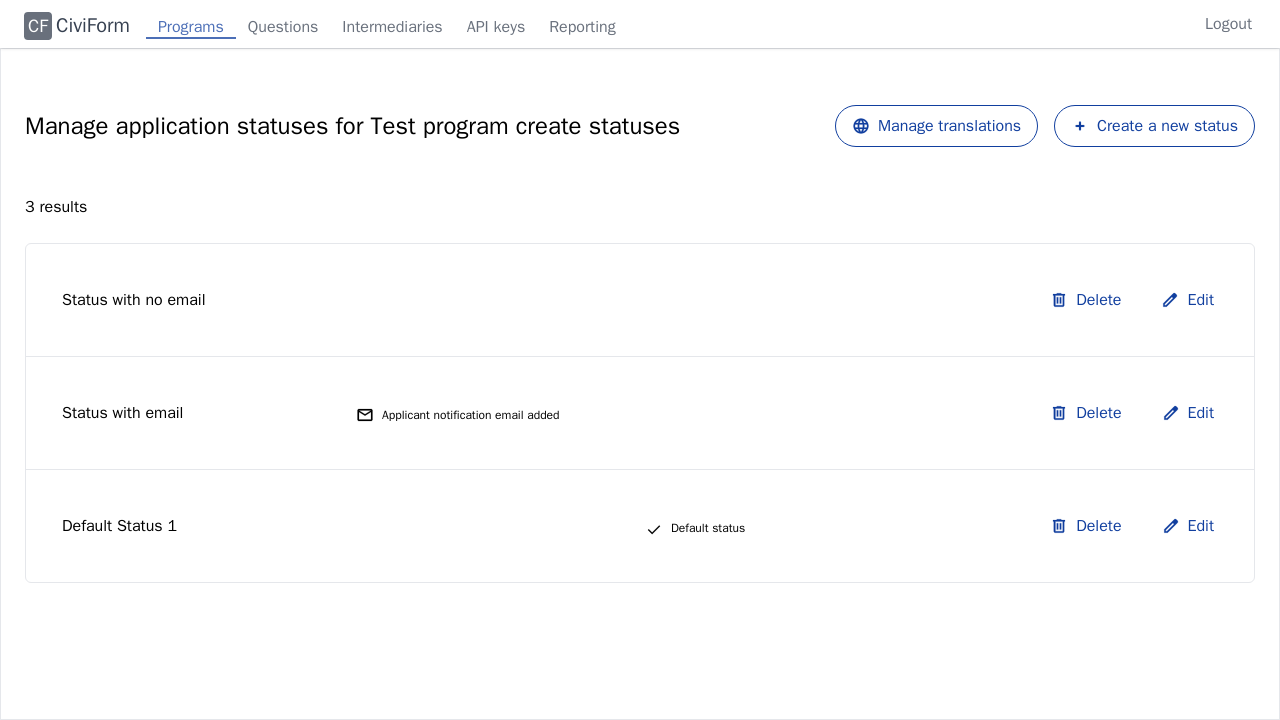 CF CiviForm Programs Questions Intermediaries API keys Reporting Logout
Manage application statuses for Test program create statuses Manage translations Create a new status
3 results
Status with no email Delete Edit
Status with email Applicant notification email added Delete Edit
Default Status 1 Default status Delete Edit